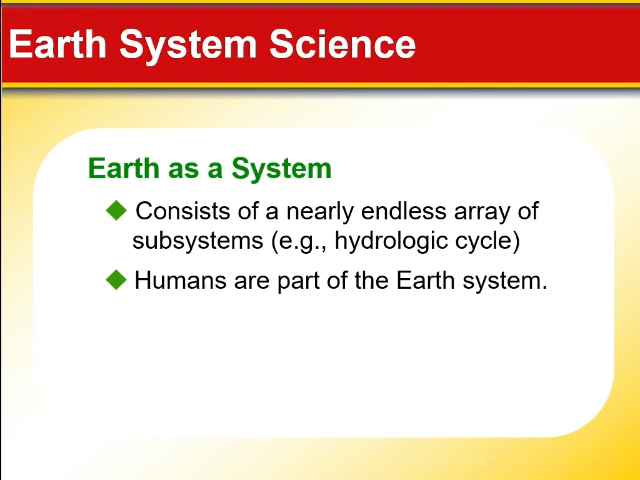 Earth System Science
Earth as a System
Consists of a nearly endless array of
subsystems (e.g., hydrologic cycle)
Humans are part of the Earth system.